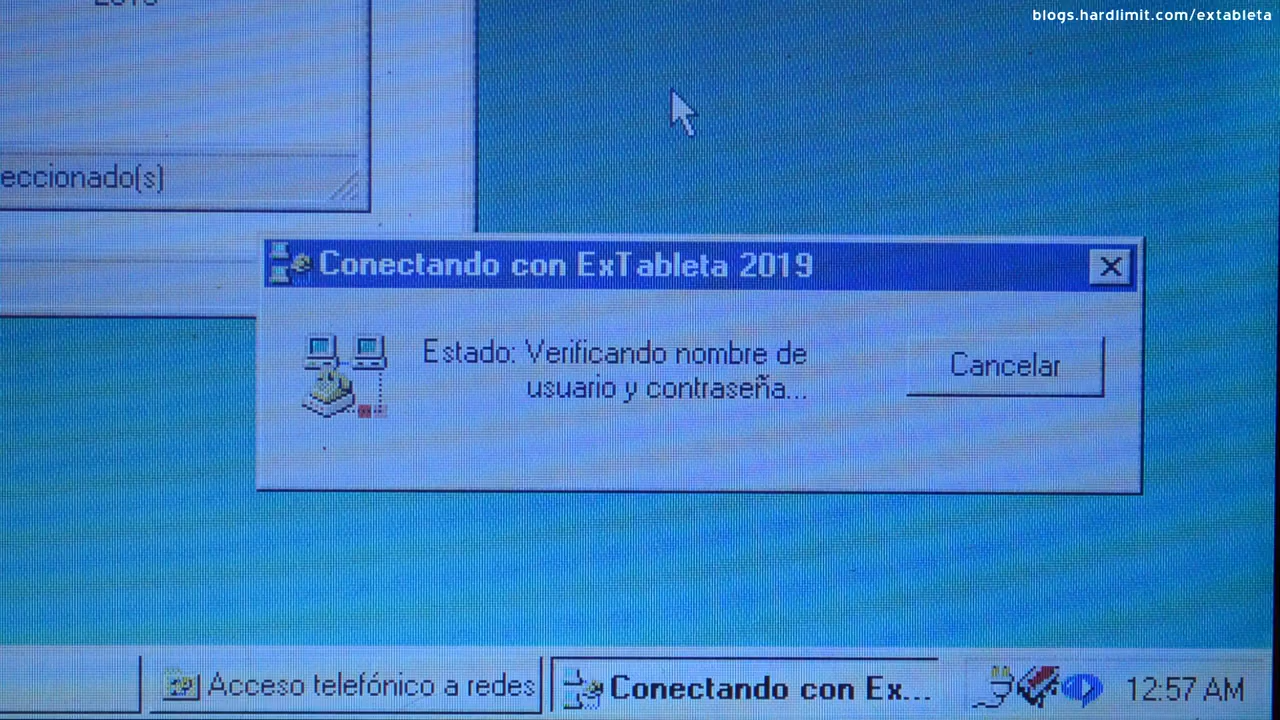 blogs.hardlimit.com/extableta
eccionado(s)
Conectando con ExTableta 2019
Estado: Verificando nombre de
usuario y contraseña...
Cancelar
Acceso telefónico a redes
Conectando con Ex...
12:57 AM